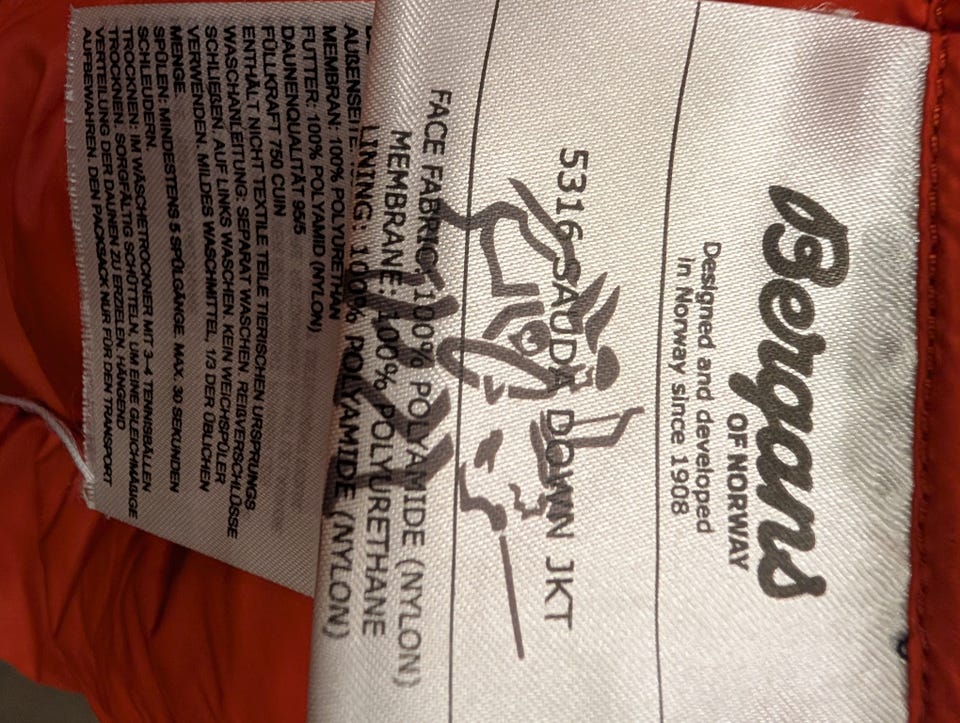 Bergans
OF NORWAY
Designed and developed
in Norway since 1908
5316 SAUDA DOWN JKT
FACE FABRIC: 100% POLYAMIDE (NYLON)
MEMBRANE: 100% POLYURETHANE
LINING: 100% POLYAMIDE (NYLON)
AUßENSEITE:
MEMBRAN: 100% POLYURETHAN
FUTTER: 100% POLYAMID (NYLON)
DAUNENQUALITÄT 95/5
FÜLLKRAFT 750 CUIN
ENTHÄLT NICHT TEXTILE TEILE TIERISCHEN URSPRUNGS
WASCHANLEITUNG: SEPARAT WASCHEN. REIßVERSCHLÜSSE
SCHLIEßEN. AUF LINKS WASCHEN. KEIN WEICHSPÜLER
VERWENDEN. MILDES WASCHMITTEL, 1/3 DER ÜBLICHEN
MENGE.
SPÜLEN: MINDESTENS 5 SPÜLGÄNGE. MAX. 30 SEKUNDEN
SCHLEUDERN.
TROCKNEN: IM WÄSCHETROCKNER MIT 3-4 TENNISBÄLLEN
TROCKNEN. SORGFÄLTIG SCHÜTTELN, UM EINE GLEICHMÄßIGE
VERTEILUNG DER DAUNEN ZU ERZIELEN. HÄNGEND
AUFBEWAHREN. DEN PACKSACK NUR FÜR DEN TRANSPORT